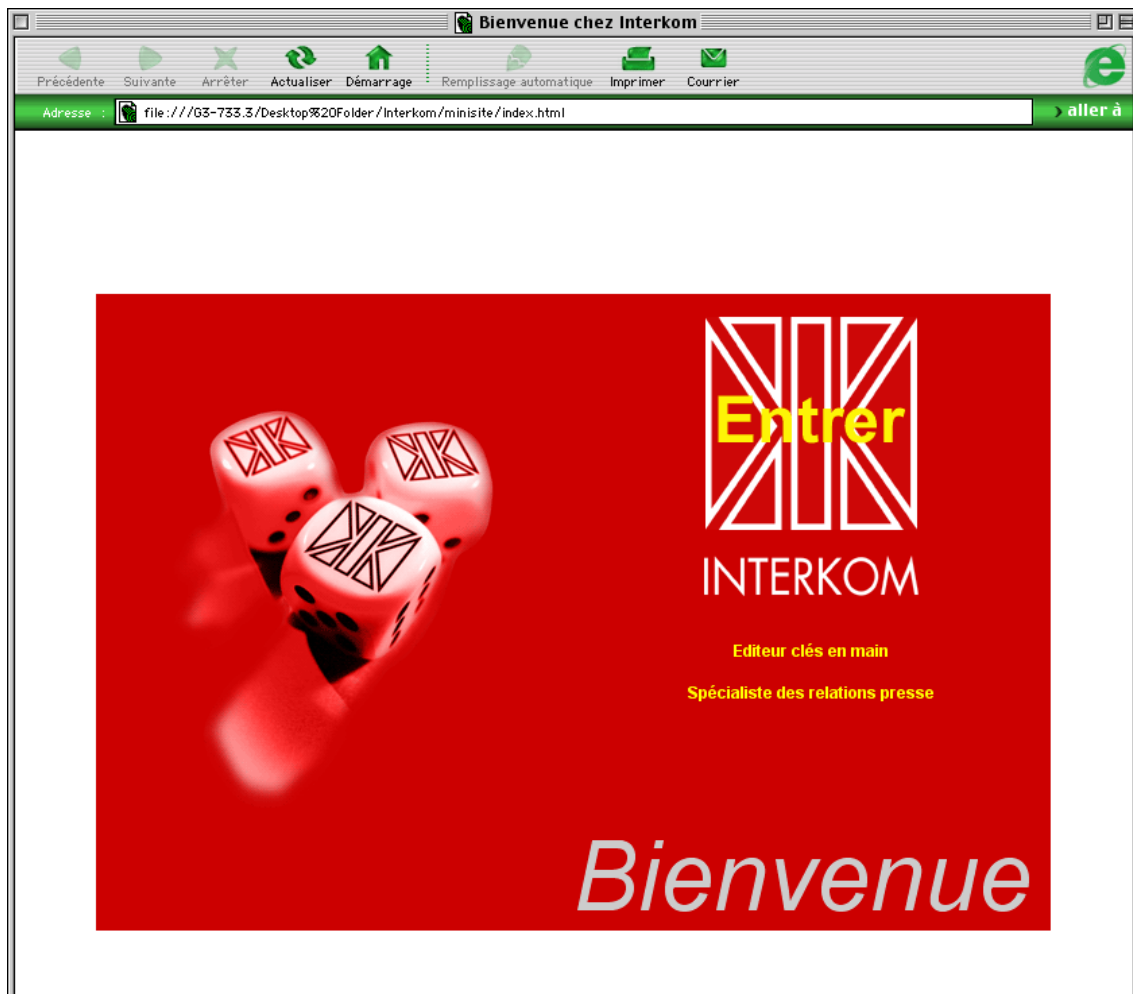 Bienvenue chez Interkom
Précédente Suivante Arrêter Actualiser Démarrage Remplissage automatique Imprimer Courrier
Adresse : file:///G3-733.3/Desktop%20Folder/Interkom/minisite/index.html aller à
Entrer
INTERKOM
Editeur clés en main
Spécialiste des relations presse
Bienvenue